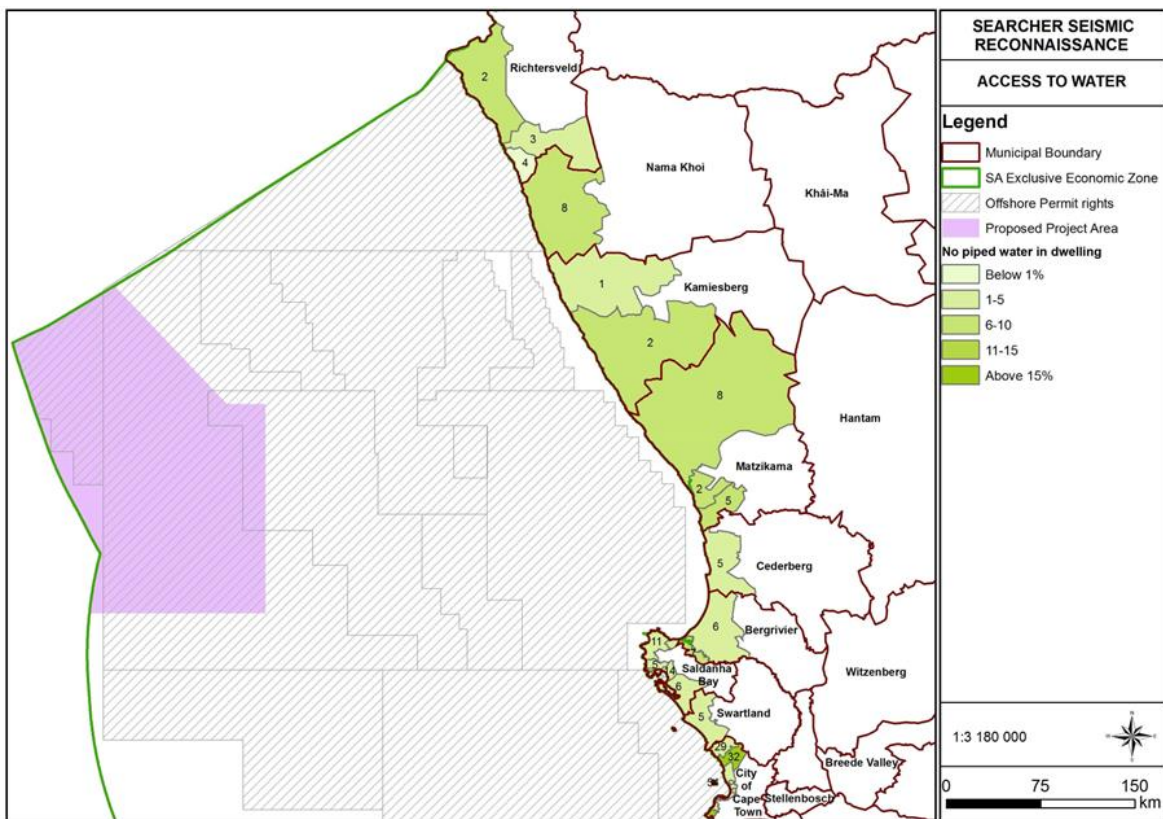 SEARCHER SEISMIC
RECONNAISSANCE
ACCESS TO WATER
Legend
Municipal Boundary
SA Exclusive Economic Zone
Offshore Permit rights
Proposed Project Area
No piped water in dwelling
Below 1%
1-5
6-10
11-15
Above 15%
1:3 180 000
0 75 150
km
2
Richtersveld
3
4
Nama Khoi
Khâi-Ma
8
1
Kamiesberg
2
8
Hantam
Matzikama
2
5
5
Cederberg
6
Bergrivier
11
7
5
14
Saldanha
Bay
Witzenberg
6
5
Swartland
29
32
Breede Valley
City
of
Cape
Town
Stellenbosch